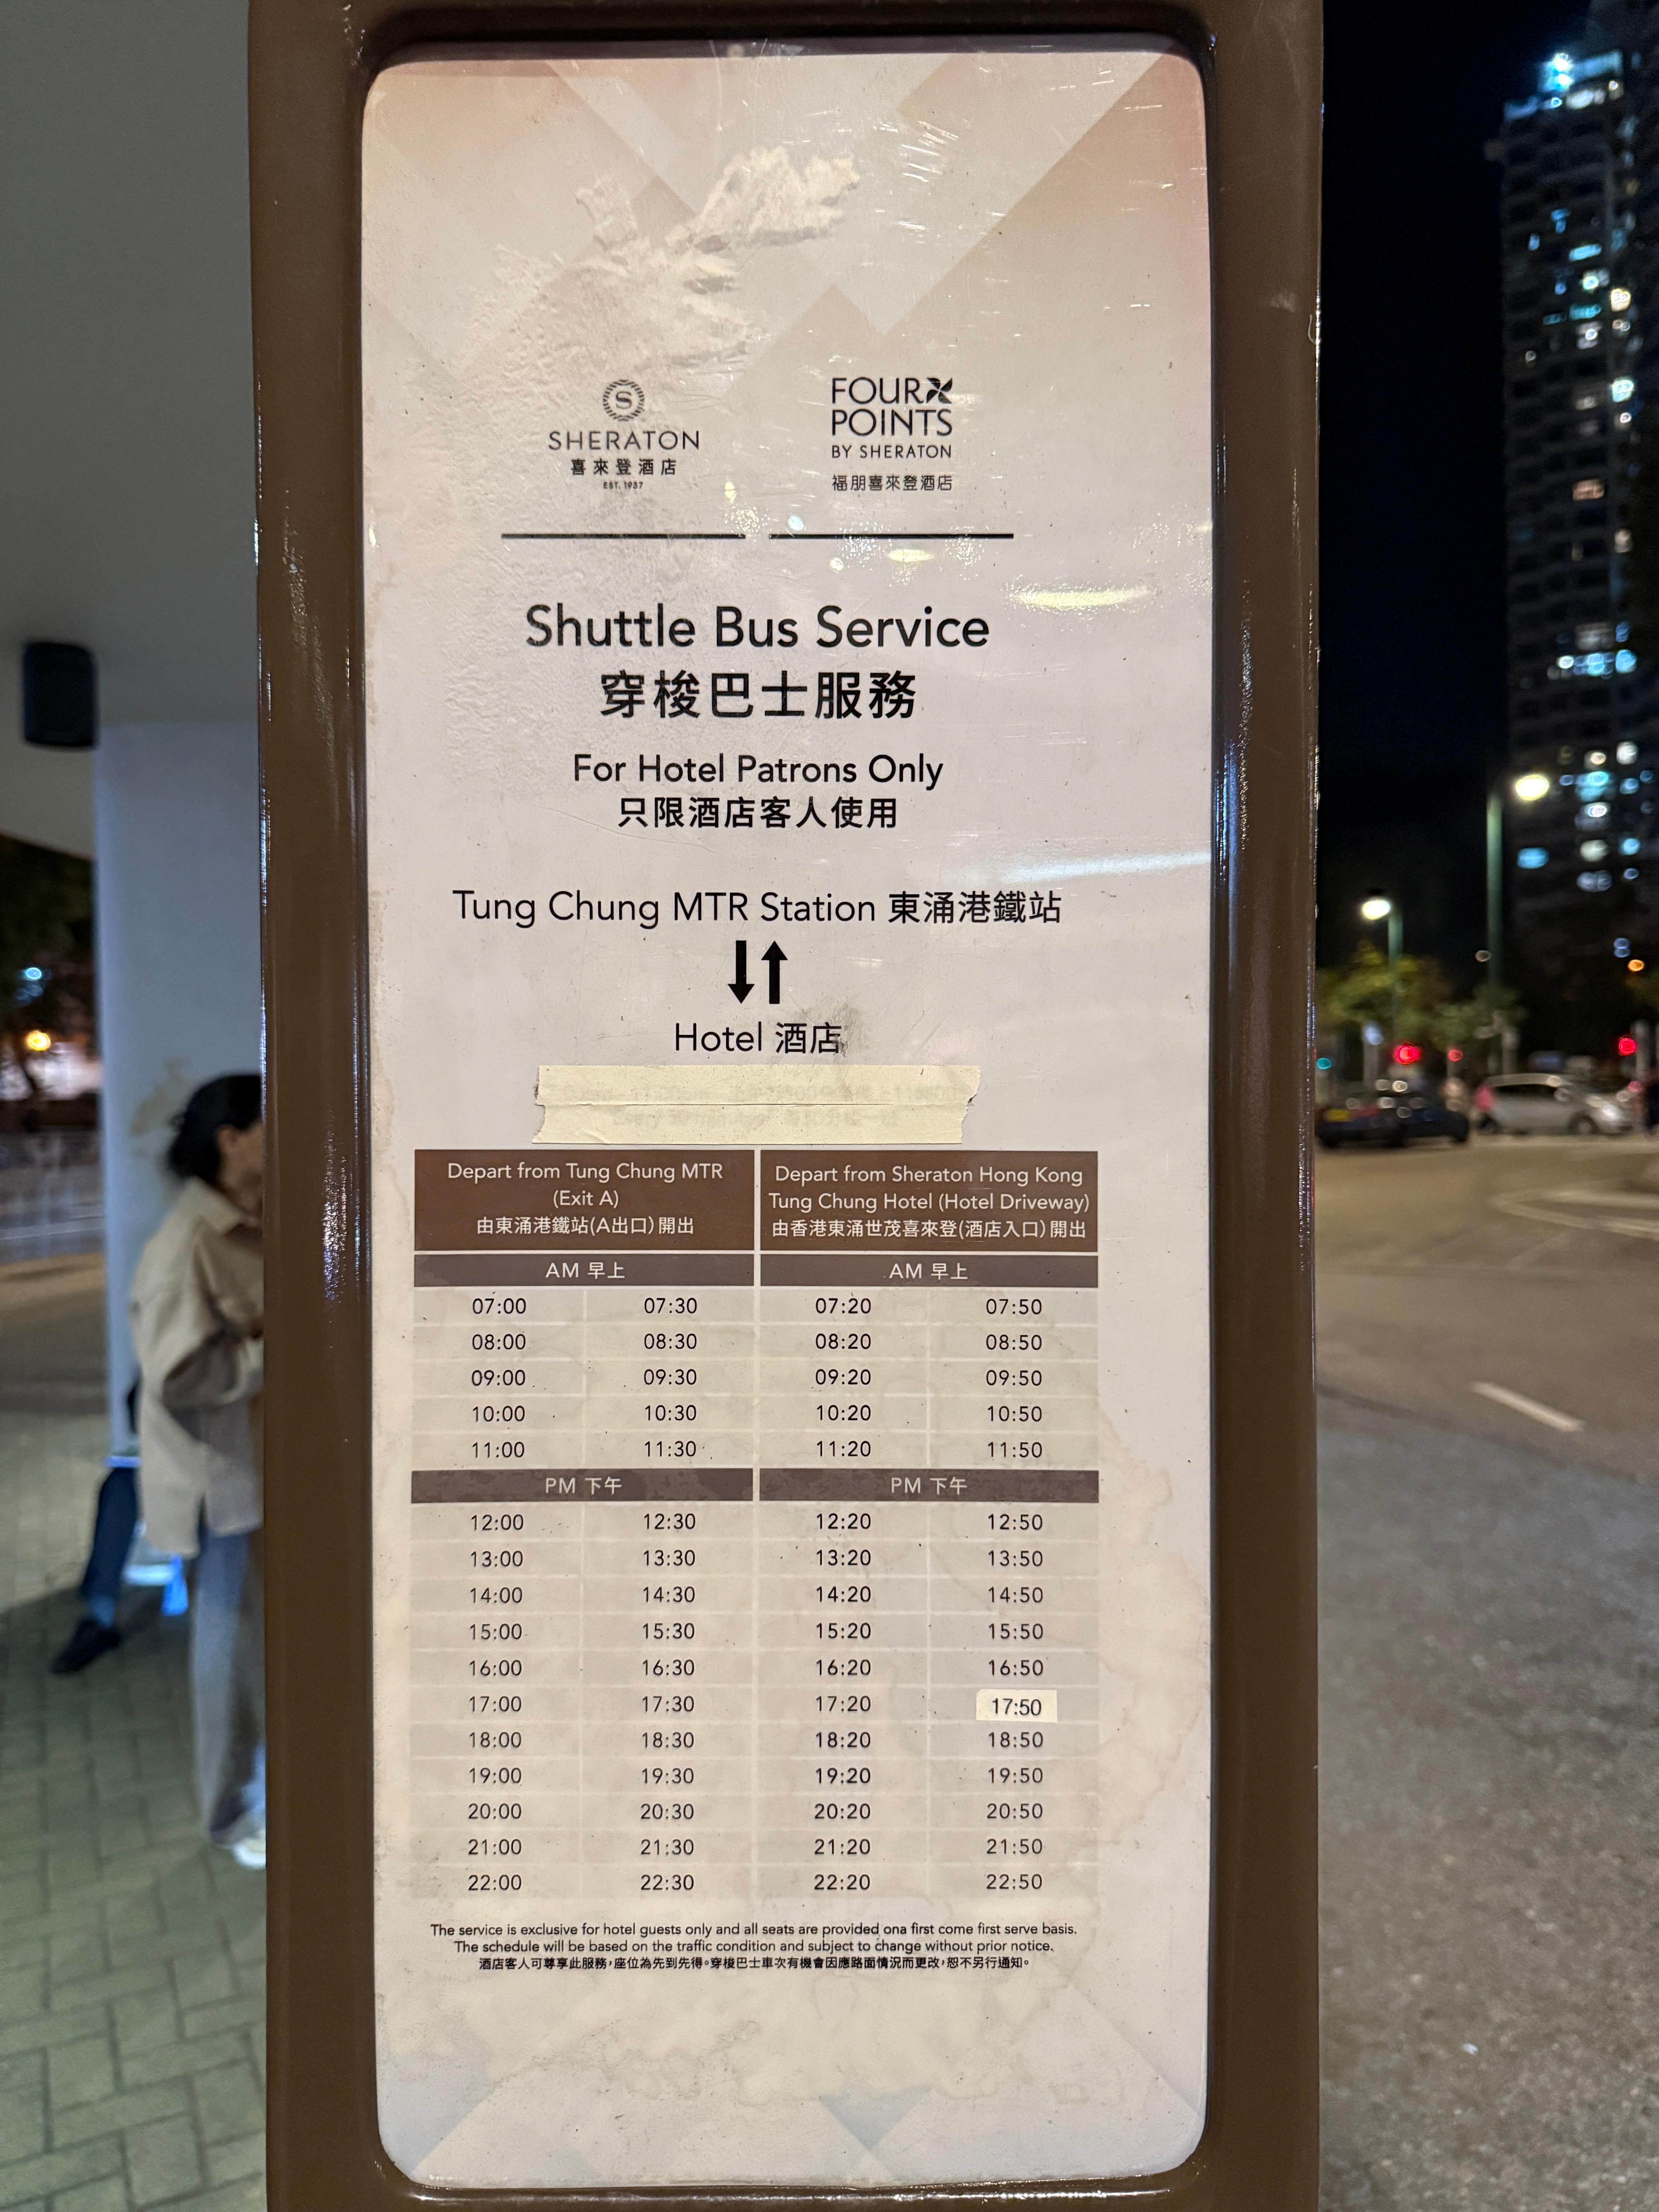 SHERATON
喜來登酒店
EST. 1937
FOUR
POINTS
BY SHERATON
福朋喜來登酒店
Shuttle Bus Service
穿梭巴士服務
For Hotel Patrons Only
只限酒店客人使用
Tung Chung MTR Station 東涌港鐵站
Hotel 酒店
Depart from Tung Chung MTR
(Exit A)
由東涌港鐵站(A出口)開出
Depart from Sheraton Hong Kong
Tung Chung Hotel (Hotel Driveway)
由香港東涌世茂喜來登(酒店入口)開出
AM 早上 AM 早上
07:00 07:30 07:20 07:50
08:00 08:30 08:20 08:50
09:00 09:30 09:20 09:50
10:00 10:30 10:20 10:50
11:00 11:30 11:20 11:50
PM 下午 PM 下午
12:00 12:30 12:20 12:50
13:00 13:30 13:20 13:50
14:00 14:30 14:20 14:50
15:00 15:30 15:20 15:50
16:00 16:30 16:20 16:50
17:00 17:30 17:20 17:50
18:00 18:30 18:20 18:50
19:00 19:30 19:20 19:50
20:00 20:30 20:20 20:50
21:00 21:30 21:20 21:50
22:00 22:30 22:20 22:50
The service is exclusive for hotel guests only and all seats are provided ona first come first serve basis.
The schedule will be based on the traffic condition and subject to change without prior notice.
酒店客人可尊享此服務,座位為先到先得。穿梭巴士車次有機會因應路面情況而更改,恕不另行通知。